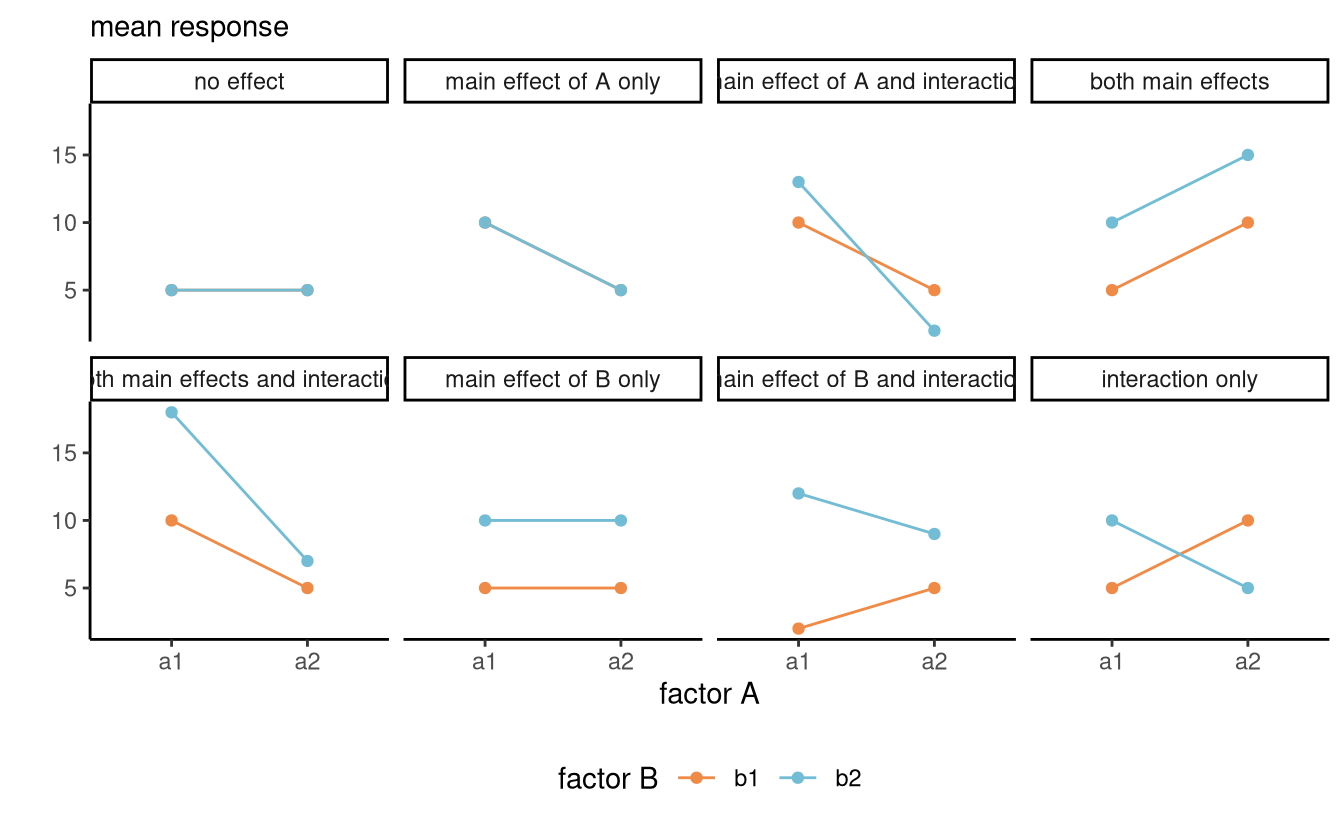 mean response
no effect
main effect of A only
ain effect of A and interactio
both main effects
15
10
5
th main effects and interacti
main effect of B only
ain effect of B and interactio
interaction only
15
10
5
a1 a2 a1 a2 a1 a2 a1 a2
factor A
factor B b1 b2